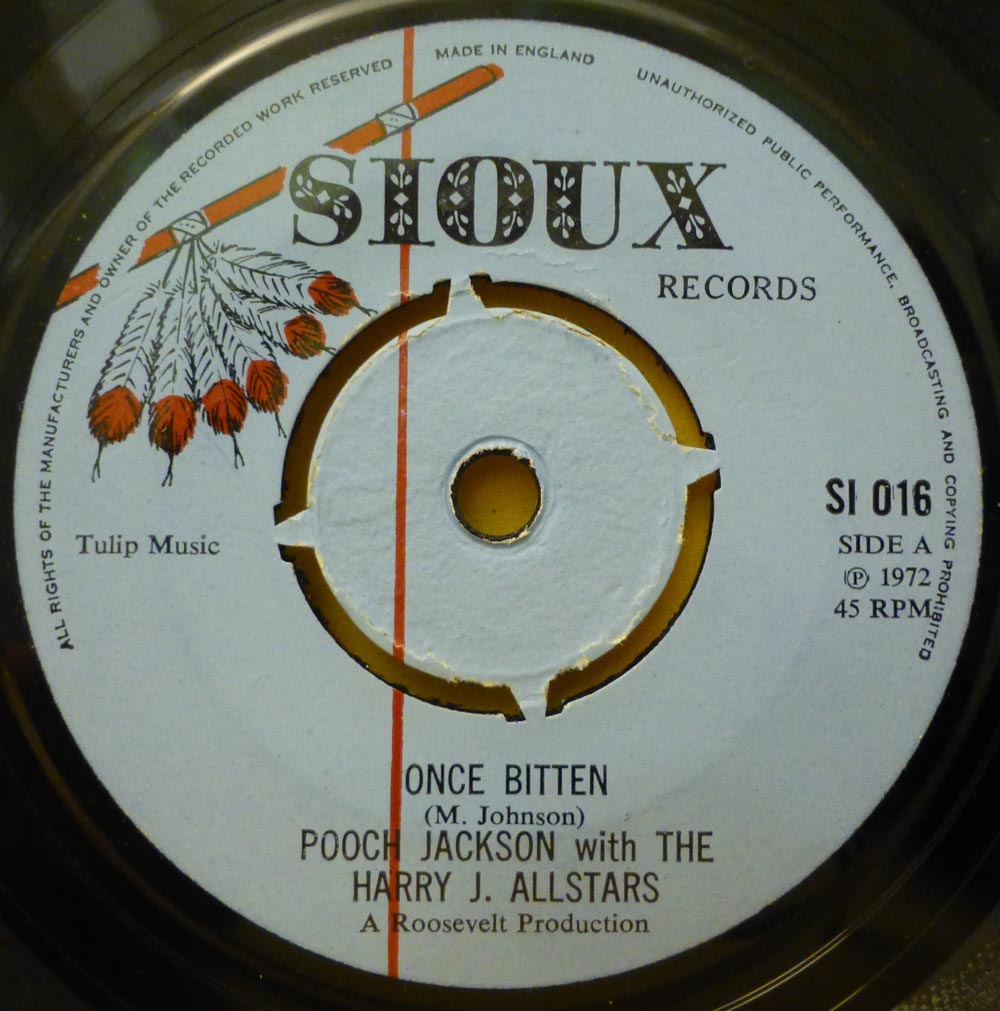 ALL RIGHTS OF THE MANUFACTURERS AND OWNER OF THE RECORDED WORK RESERVED
MADE IN ENGLAND
UNAUTHORIZED PUBLIC PERFORMANCE, BROADCASTING AND COPYING PROHIBITED
SIOUX
RECORDS
SI 016
Tulip Music
SIDE A
℗ 1972
45 RPM
ONCE BITTEN
(M. Johnson)
POOCH JACKSON with THE
HARRY J. ALLSTARS
A Roosevelt Production